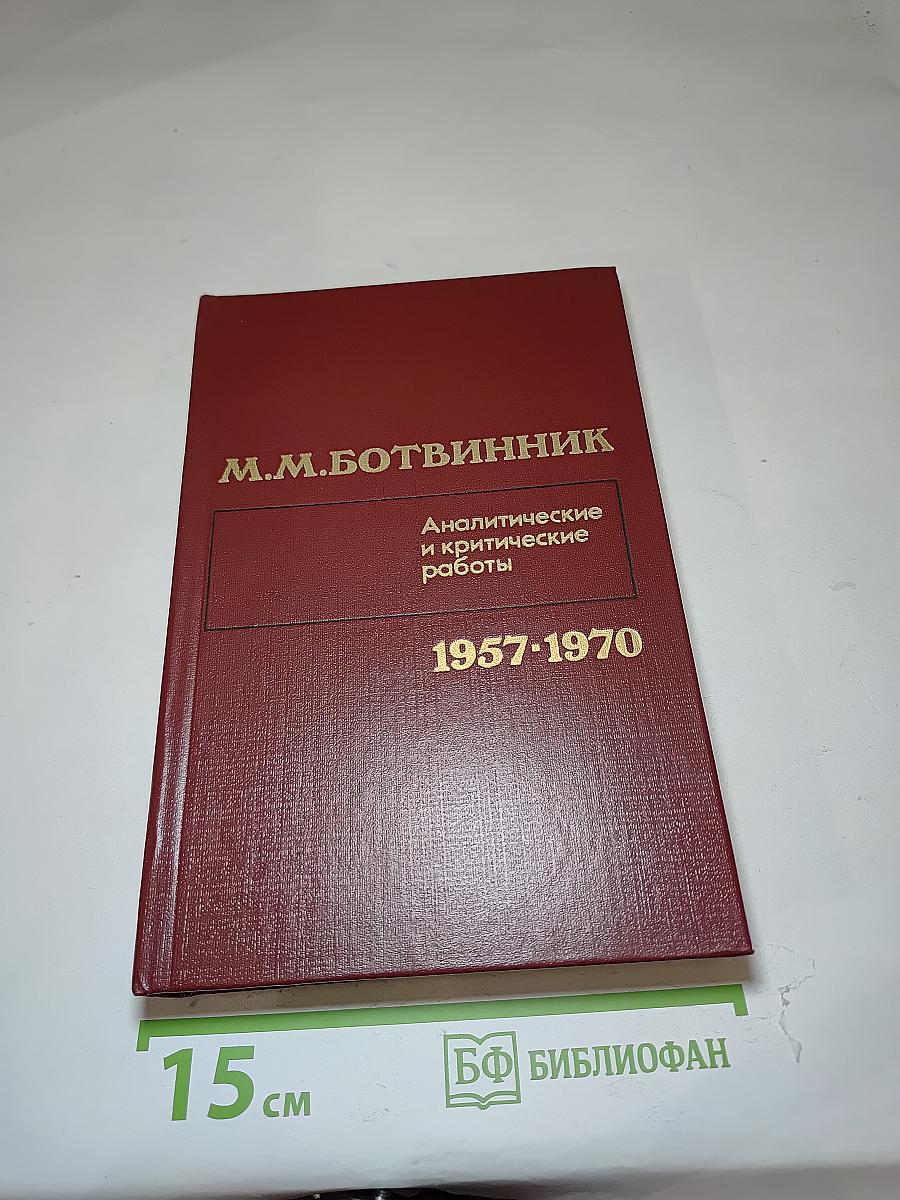 М.М.БОТВИННИК
Аналитические
и критические
работы
1957·1970
15 см
БФ БИБЛИОФАН